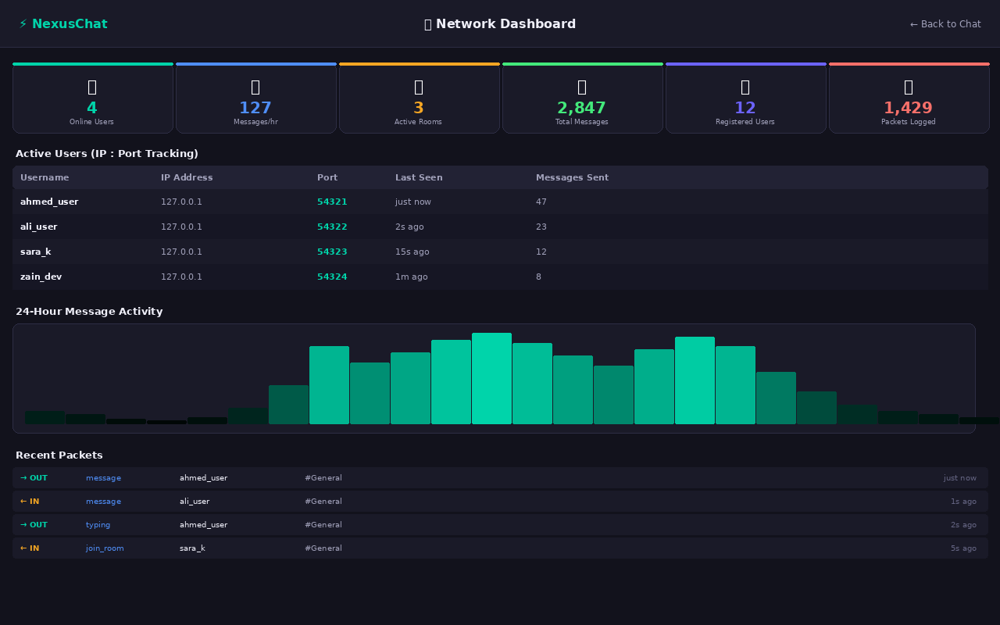 ⚡ NexusChat
Network Dashboard
← Back to Chat
4
Online Users
127
Messages/hr
3
Active Rooms
2,847
Total Messages
12
Registered Users
1,429
Packets Logged
Active Users (IP : Port Tracking)
Username IP Address Port Last Seen Messages Sent
ahmed_user 127.0.0.1 54321 just now 47
ali_user 127.0.0.1 54322 2s ago 23
sara_k 127.0.0.1 54323 15s ago 12
zain_dev 127.0.0.1 54324 1m ago 8
24-Hour Message Activity
Recent Packets
→ OUT message ahmed_user #General just now
← IN message ali_user #General 1s ago
→ OUT typing ahmed_user #General 2s ago
← IN join_room sara_k #General 5s ago